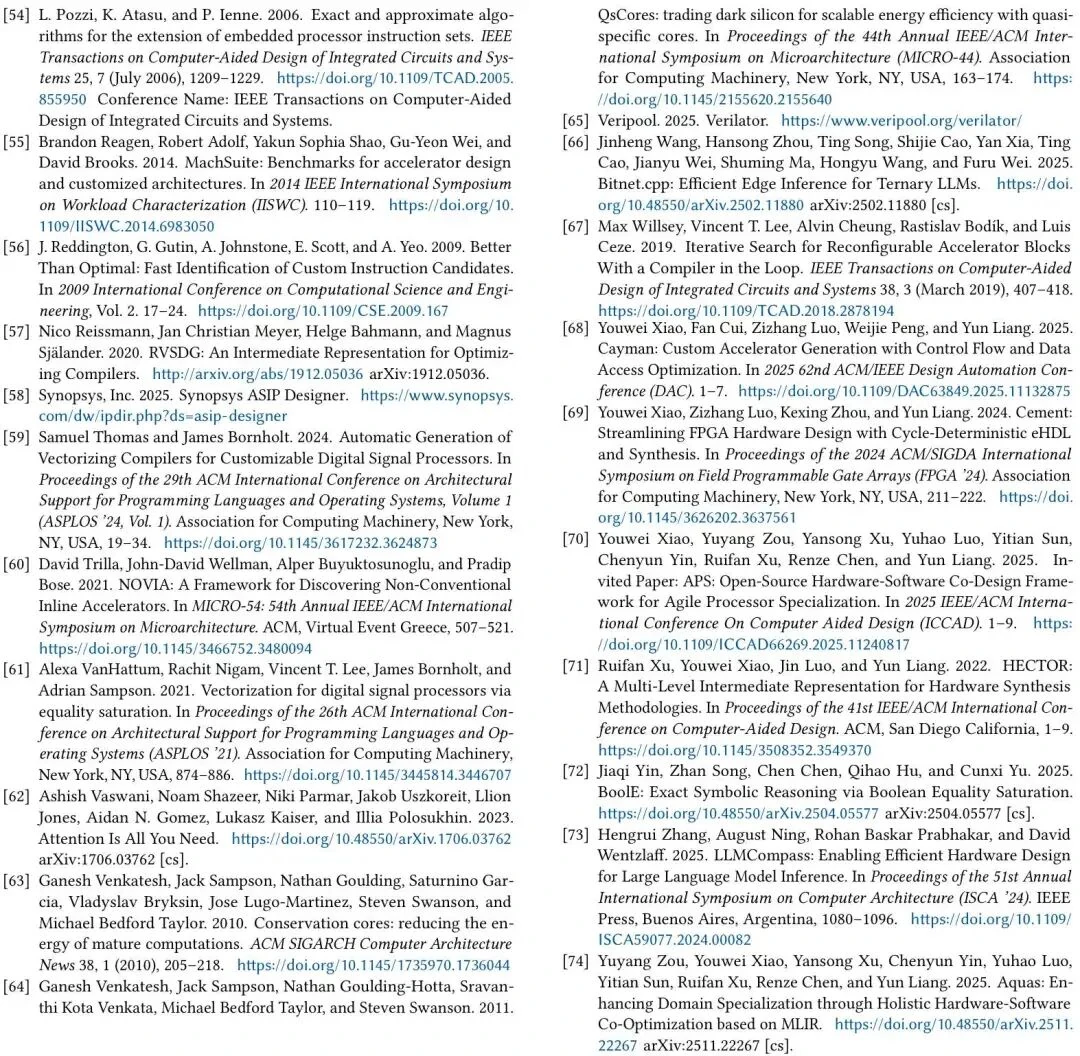 [54] L. Pozzi, K. Atasu, and P. Ienne. 2006. Exact and approximate algo-
rithms for the extension of embedded processor instruction sets. IEEE
Transactions on Computer-Aided Design of Integrated Circuits and Sys-
tems 25, 7 (July 2006), 1209–1229. https://doi.org/10.1109/TCAD.2005.
855950 Conference Name: IEEE Transactions on Computer-Aided
Design of Integrated Circuits and Systems.
[55] Brandon Reagen, Robert Adolf, Yakun Sophia Shao, Gu-Yeon Wei, and
David Brooks. 2014. MachSuite: Benchmarks for accelerator design
and customized architectures. In 2014 IEEE International Symposium
on Workload Characterization (IISWC). 110–119. https://doi.org/10.
1109/IISWC.2014.6983050
[56] J. Reddington, G. Gutin, A. Johnstone, E. Scott, and A. Yeo. 2009. Better
Than Optimal: Fast Identification of Custom Instruction Candidates.
In 2009 International Conference on Computational Science and Engi-
neering, Vol. 2. 17–24. https://doi.org/10.1109/CSE.2009.167
[57] Nico Reissmann, Jan Christian Meyer, Helge Bahmann, and Magnus
Själander. 2020. RVSDG: An Intermediate Representation for Optimiz-
ing Compilers. http://arxiv.org/abs/1912.05036 arXiv:1912.05036.
[58] Synopsys, Inc. 2025. Synopsys ASIP Designer. https://www.synopsys.
com/dw/ipdir.php?ds=asip-designer
[59] Samuel Thomas and James Bornholt. 2024. Automatic Generation of
Vectorizing Compilers for Customizable Digital Signal Processors. In
Proceedings of the 29th ACM International Conference on Architectural
Support for Programming Languages and Operating Systems, Volume 1
(ASPLOS ’24, Vol. 1). Association for Computing Machinery, New York,
NY, USA, 19–34. https://doi.org/10.1145/3617232.3624873
[60] David Trilla, John-David Wellman, Alper Buyuktosunoglu, and Pradip
Bose. 2021. NOVIA: A Framework for Discovering Non-Conventional
Inline Accelerators. In MICRO-54: 54th Annual IEEE/ACM International
Symposium on Microarchitecture. ACM, Virtual Event Greece, 507–521.
https://doi.org/10.1145/3466752.3480094
[61] Alexa VanHattum, Rachit Nigam, Vincent T. Lee, James Bornholt, and
Adrian Sampson. 2021. Vectorization for digital signal processors via
equality saturation. In Proceedings of the 26th ACM International Con-
ference on Architectural Support for Programming Languages and Op-
erating Systems (ASPLOS ’21). Association for Computing Machinery,
New York, NY, USA, 874–886. https://doi.org/10.1145/3445814.3446707
[62] Ashish Vaswani, Noam Shazeer, Niki Parmar, Jakob Uszkoreit, Llion
Jones, Aidan N. Gomez, Lukasz Kaiser, and Illia Polosukhin. 2023.
Attention Is All You Need. https://doi.org/10.48550/arXiv.1706.03762
arXiv:1706.03762 [cs].
[63] Ganesh Venkatesh, Jack Sampson, Nathan Goulding, Saturnino Gar-
cia, Vladyslav Bryksin, Jose Lugo-Martinez, Steven Swanson, and
Michael Bedford Taylor. 2010. Conservation cores: reducing the en-
ergy of mature computations. ACM SIGARCH Computer Architecture
News 38, 1 (2010), 205–218. https://doi.org/10.1145/1735970.1736044
[64] Ganesh Venkatesh, Jack Sampson, Nathan Goulding-Hotta, Sravan-
thi Kota Venkata, Michael Bedford Taylor, and Steven Swanson. 2011.
QsCores: trading dark silicon for scalable energy efficiency with quasi-
specific cores. In Proceedings of the 44th Annual IEEE/ACM Inter-
national Symposium on Microarchitecture (MICRO-44). Association
for Computing Machinery, New York, NY, USA, 163–174. https:
//doi.org/10.1145/2155620.2155640
[65] Veripool. 2025. Verilator. https://www.veripool.org/verilator/
[66] Jinheng Wang, Hansong Zhou, Ting Song, Shijie Cao, Yan Xia, Ting
Cao, Jianyu Wei, Shuming Ma, Hongyu Wang, and Furu Wei. 2025.
Bitnet.cpp: Efficient Edge Inference for Ternary LLMs. https://doi.
org/10.48550/arXiv.2502.11880 arXiv:2502.11880 [cs].
[67] Max Willsey, Vincent T. Lee, Alvin Cheung, Rastislav Bodík, and Luis
Ceze. 2019. Iterative Search for Reconfigurable Accelerator Blocks
With a Compiler in the Loop. IEEE Transactions on Computer-Aided
Design of Integrated Circuits and Systems 38, 3 (March 2019), 407–418.
https://doi.org/10.1109/TCAD.2018.2878194
[68] Youwei Xiao, Fan Cui, Zizhang Luo, Weijie Peng, and Yun Liang. 2025.
Cayman: Custom Accelerator Generation with Control Flow and Data
Access Optimization. In 2025 62nd ACM/IEEE Design Automation Con-
ference (DAC). 1–7. https://doi.org/10.1109/DAC63849.2025.11132875
[69] Youwei Xiao, Zizhang Luo, Kexing Zhou, and Yun Liang. 2024. Cement:
Streamlining FPGA Hardware Design with Cycle-Deterministic eHDL
and Synthesis. In Proceedings of the 2024 ACM/SIGDA International
Symposium on Field Programmable Gate Arrays (FPGA ’24). Association
for Computing Machinery, New York, NY, USA, 211–222. https://doi.
org/10.1145/3626202.3637561
[70] Youwei Xiao, Yuyang Zou, Yansong Xu, Yuhao Luo, Yitian Sun,
Chenyun Yin, Ruifan Xu, Renze Chen, and Yun Liang. 2025. In-
vited Paper: APS: Open-Source Hardware-Software Co-Design Frame-
work for Agile Processor Specialization. In 2025 IEEE/ACM Interna-
tional Conference On Computer Aided Design (ICCAD). 1–9. https:
//doi.org/10.1109/ICCAD66269.2025.11240817
[71] Ruifan Xu, Youwei Xiao, Jin Luo, and Yun Liang. 2022. HECTOR:
A Multi-Level Intermediate Representation for Hardware Synthesis
Methodologies. In Proceedings of the 41st IEEE/ACM International Con-
ference on Computer-Aided Design. ACM, San Diego California, 1–9.
https://doi.org/10.1145/3508352.3549370
[72] Jiaqi Yin, Zhan Song, Chen Chen, Qihao Hu, and Cunxi Yu. 2025.
BoolE: Exact Symbolic Reasoning via Boolean Equality Saturation.
https://doi.org/10.48550/arXiv.2504.05577 arXiv:2504.05577 [cs].
[73] Hengrui Zhang, August Ning, Rohan Baskar Prabhakar, and David
Wentzlaff. 2025. LLMCompass: Enabling Efficient Hardware Design
for Large Language Model Inference. In Proceedings of the 51st Annual
International Symposium on Computer Architecture (ISCA ’24). IEEE
Press, Buenos Aires, Argentina, 1080–1096. https://doi.org/10.1109/
ISCA59077.2024.00082
[74] Yuyang Zou, Youwei Xiao, Yansong Xu, Chenyun Yin, Yuhao Luo,
Yitian Sun, Ruifan Xu, Renze Chen, and Yun Liang. 2025. Aquas: En-
hancing Domain Specialization through Holistic Hardware-Software
Co-Optimization based on MLIR. https://doi.org/10.48550/arXiv.2511.
22267 arXiv:2511.22267 [cs].